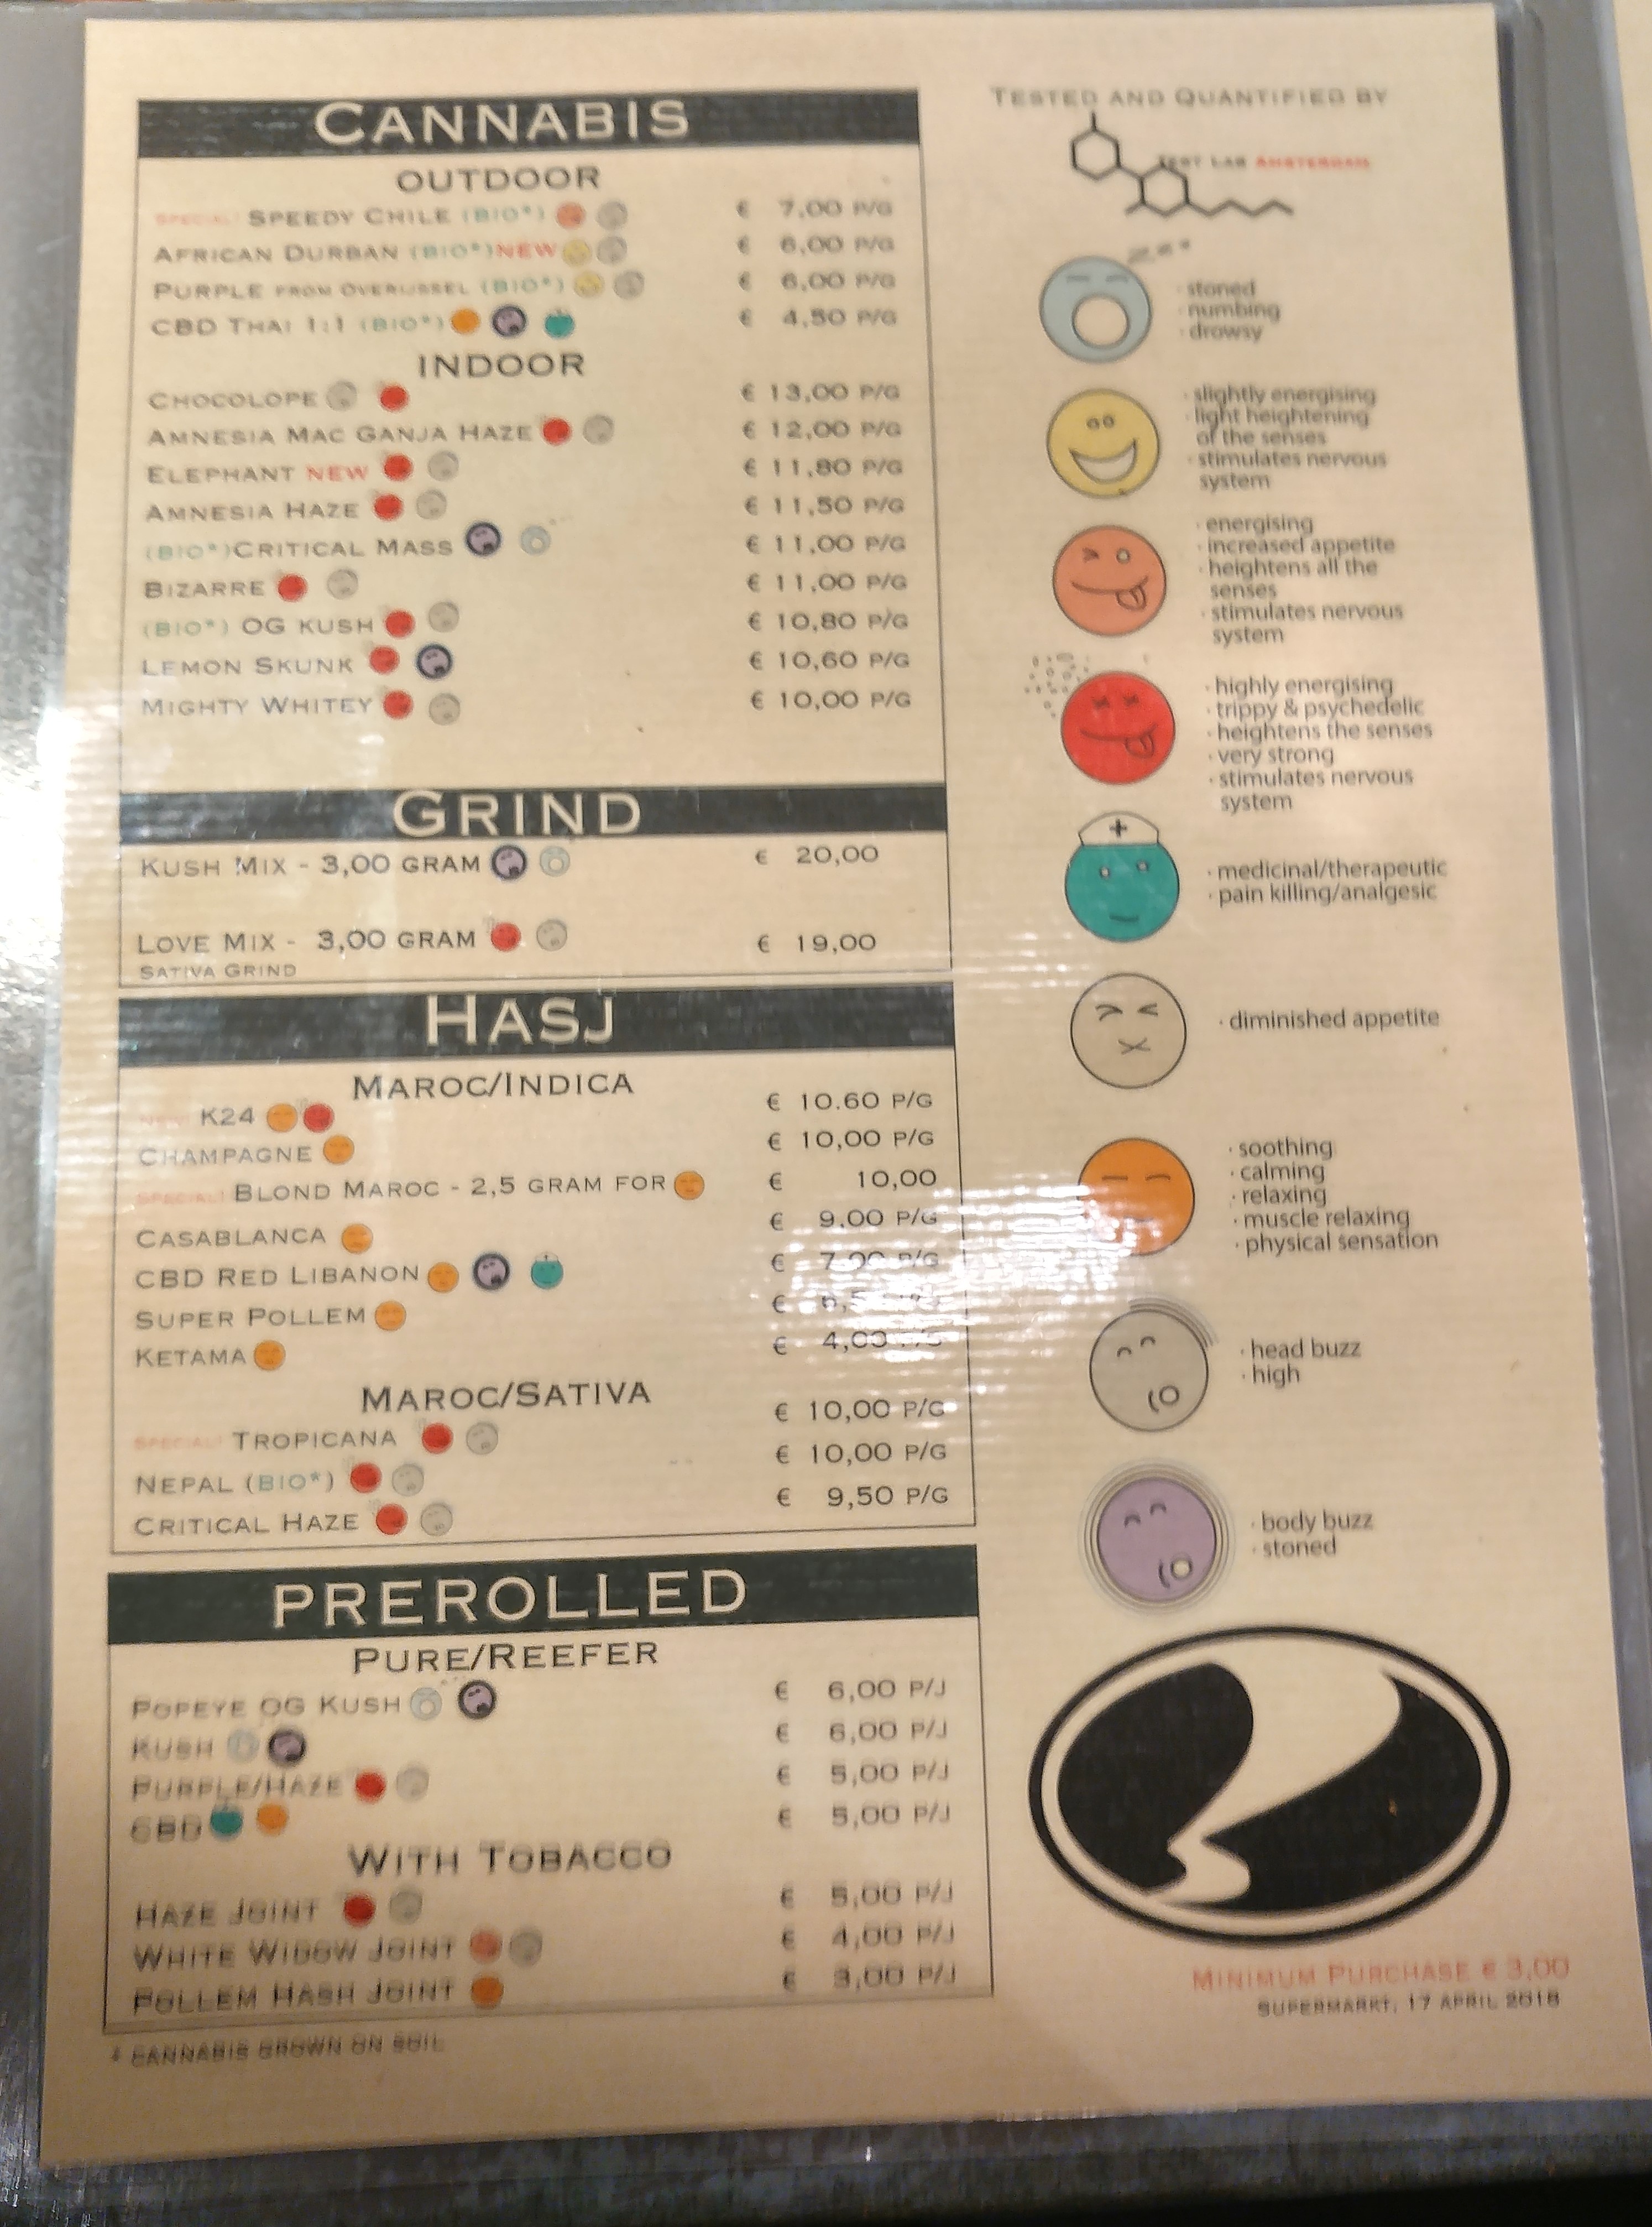 CANNABIS
OUTDOOR
SPECIAL! SPEEDY CHILE (BIO*) € 7,00 P/G
AFRICAN DURBAN (BIO*) NEW € 6,00 P/G
PURPLE FROM OVERIJSSEL (BIO*) € 6,00 P/G
CBD THAI 1:1 (BIO*) € 4,50 P/G
INDOOR
CHOCOLOPE € 13,00 P/G
AMNESIA MAC GANJA HAZE € 12,00 P/G
ELEPHANT NEW € 11,80 P/G
AMNESIA HAZE € 11,50 P/G
(BIO*) CRITICAL MASS € 11,00 P/G
BIZARRE € 11,00 P/G
(BIO*) OG KUSH € 10,80 P/G
LEMON SKUNK € 10,60 P/G
MIGHTY WHITEY € 10,00 P/G
GRIND
KUSH MIX - 3,00 GRAM € 20,00
LOVE MIX - 3,00 GRAM € 19,00
SATIVA GRIND
HASJ
MAROC/INDICA
K24 € 10.60 P/G
CHAMPAGNE € 10,00 P/G
SPECIAL! BLOND MAROC - 2,5 GRAM FOR € 10,00
CASABLANCA € 9,00 P/G
CBD RED LIBANON € 7,00 P/G
SUPER POLLEM €
KETAMA € 4,00
MAROC/SATIVA
SPECIAL! TROPICANA € 10,00 P/G
NEPAL (BIO*) € 10,00 P/G
CRITICAL HAZE € 9,50 P/G
PREROLLED
PURE/REEFER
POPEYE OG KUSH € 6,00 P/J
KUSH € 6,00 P/J
PURPLE/HAZE € 5,00 P/J
CBD € 5,00 P/J
WITH TOBACCO
HAZE JOINT € 5,00 P/J
WHITE WIDOW JOINT € 4,00 P/J
POLLEM HASH JOINT € 3,00 P/J
* CANNABIS GROWN ON SOIL
TESTED AND QUANTIFIED BY
TEST LAB AMSTERDAM
zzz
· stoned
· numbing
· drowsy
· slightly energising
· light heightening
of the senses
· stimulates nervous
system
· energising
· increased appetite
· heightens all the
senses
· stimulates nervous
system
· highly energising
· trippy & psychedelic
· heightens the senses
· very strong
· stimulates nervous
system
· medicinal/therapeutic
· pain killing/analgesic
· diminished appetite
· soothing
· calming
· relaxing
· muscle relaxing
· physical sensation
· head buzz
· high
· body buzz
· stoned
MINIMUM PURCHASE € 3,00
SUPERMARKT, 17 APRIL 2018